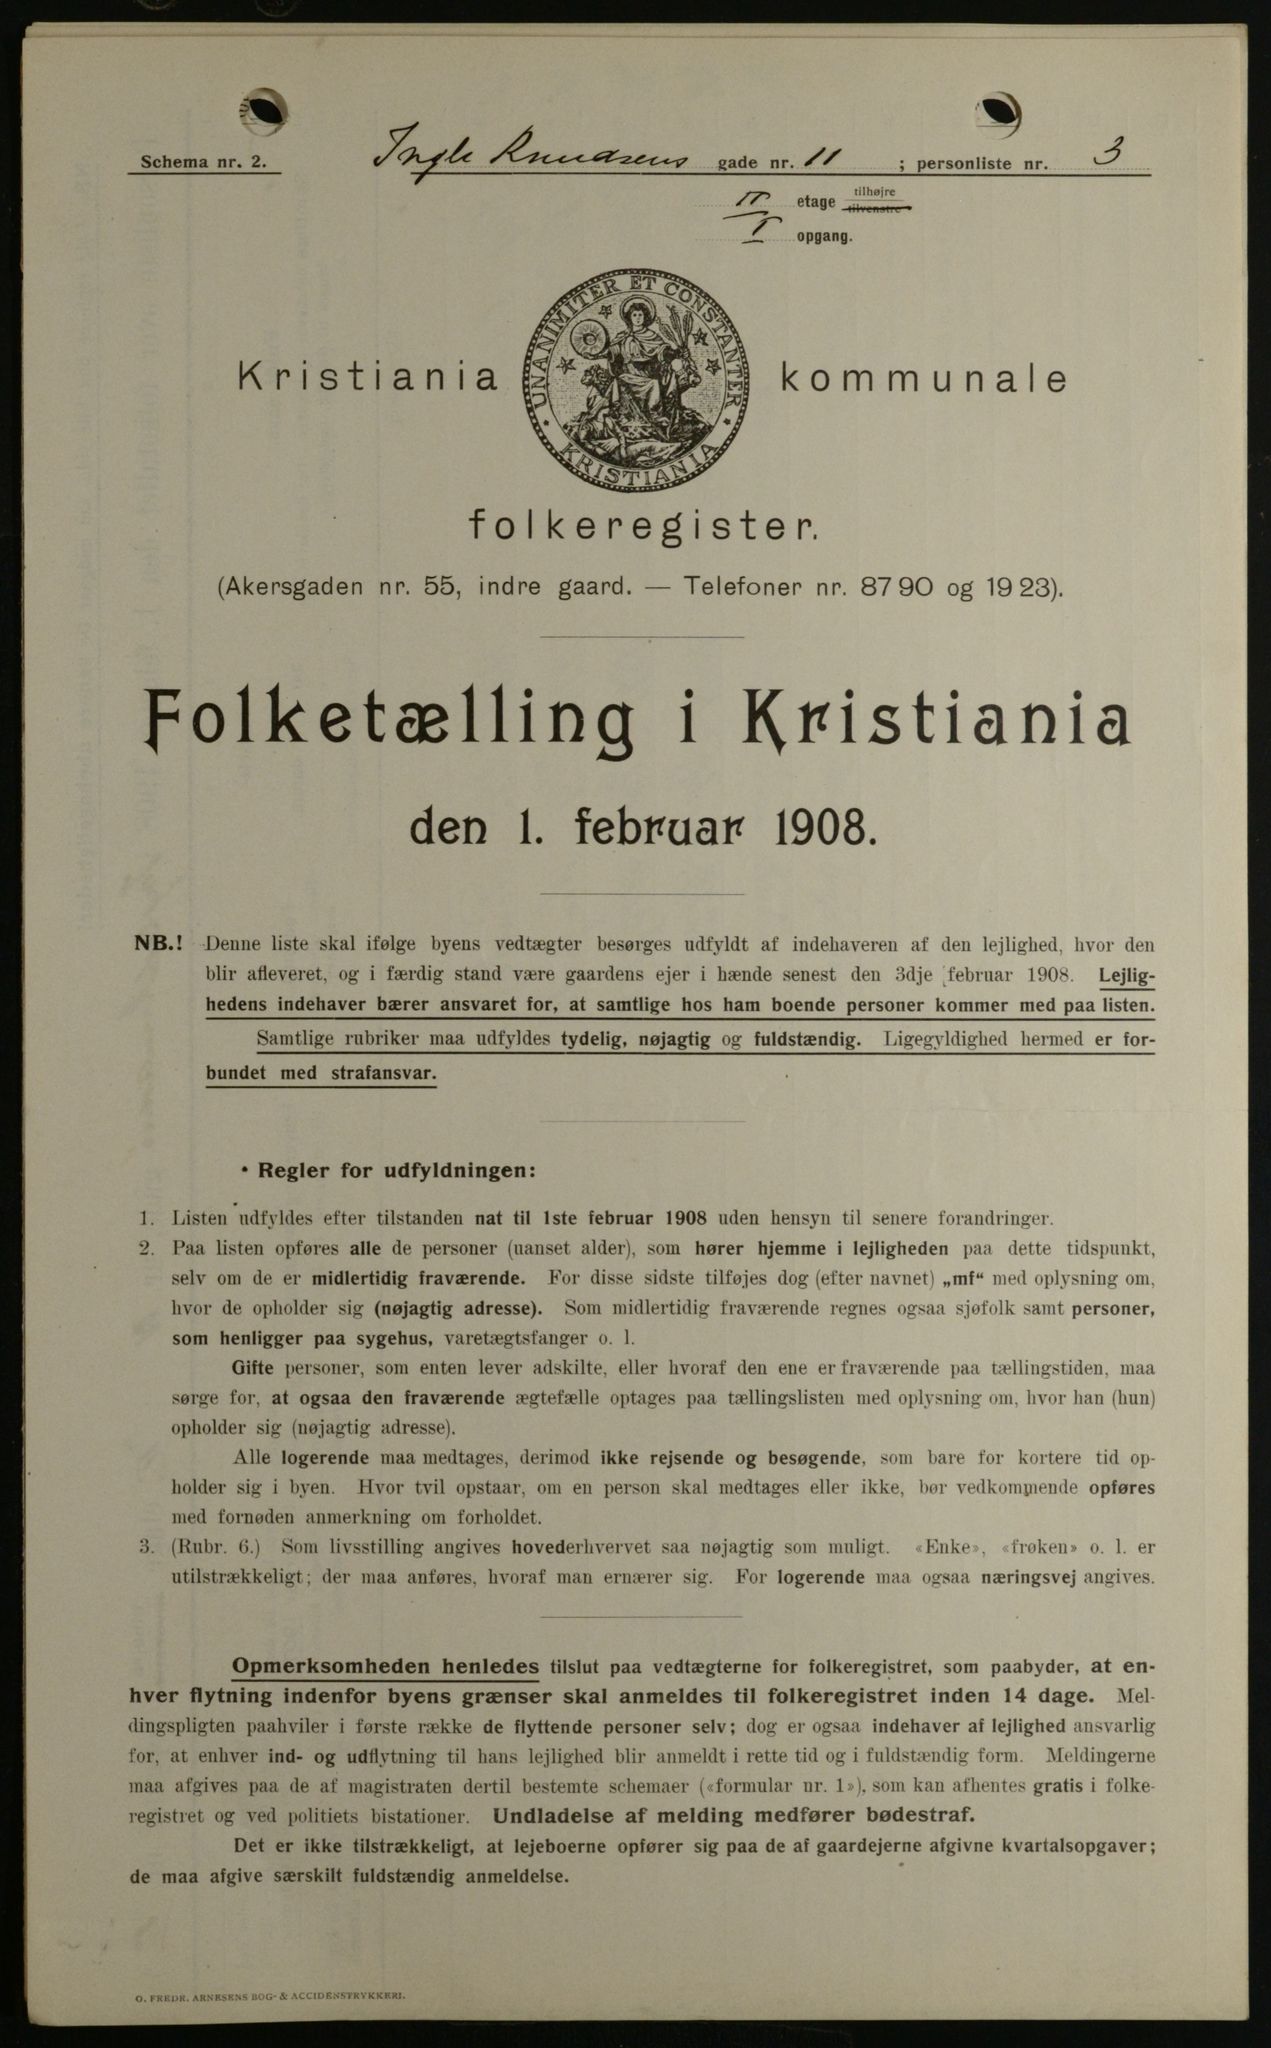 Schema nr. 2. Ingle Knudsens gade nr. 11 ; personliste nr. 3
II etage tilhøjre
tilvenstre
I opgang.
UNANIMITER ET CONSTANTER
KRISTIANIA
Kristiania kommunale
folkeregister.
(Akersgaden nr. 55, indre gaard. — Telefoner nr. 87 90 og 19 23).
Folketælling i Kristiania
den 1. februar 1908.
NB.! Denne liste skal ifølge byens vedtægter besørges udfyldt af indehaveren af den lejlighed, hvor den
blir afleveret, og i færdig stand være gaardens ejer i hænde senest den 3dje februar 1908. Lejlig-
hedens indehaver bærer ansvaret for, at samtlige hos ham boende personer kommer med paa listen.
Samtlige rubriker maa udfyldes tydelig, nøjagtig og fuldstændig. Ligegyldighed hermed er for-
bundet med strafansvar.
Regler for udfyldningen:
1. Listen udfyldes efter tilstanden nat til 1ste februar 1908 uden hensyn til senere forandringer.
2. Paa listen opføres alle de personer (uanset alder), som hører hjemme i lejligheden paa dette tidspunkt,
selv om de er midlertidig fraværende. For disse sidste tilføjes dog (efter navnet) „mf“ med oplysning om,
hvor de opholder sig (nøjagtig adresse). Som midlertidig fraværende regnes ogsaa sjøfolk samt personer,
som henligger paa sygehus, varetægtsfanger o. l.
Gifte personer, som enten lever adskilte, eller hvoraf den ene er fraværende paa tællingstiden, maa
sørge for, at ogsaa den fraværende ægtefælle optages paa tællingslisten med oplysning om, hvor han (hun)
opholder sig (nøjagtig adresse).
Alle logerende maa medtages, derimod ikke rejsende og besøgende, som bare for kortere tid op-
holder sig i byen. Hvor tvil opstaar, om en person skal medtages eller ikke, bør vedkommende opføres
med fornøden anmerkning om forholdet.
3. (Rubr. 6.) Som livsstilling angives hovederhvervet saa nøjagtig som muligt. «Enke», «frøken» o. l. er
utilstrækkeligt; der maa anføres, hvoraf man ernærer sig. For logerende maa ogsaa næringsvej angives.
Opmerksomheden henledes tilslut paa vedtægterne for folkeregistret, som paabyder, at en-
hver flytning indenfor byens grænser skal anmeldes til folkeregistret inden 14 dage. Mel-
dingspligten paahviler i første række de flyttende personer selv; dog er ogsaa indehaver af lejlighed ansvarlig
for, at enhver ind- og udflytning til hans lejlighed blir anmeldt i rette tid og i fuldstændig form. Meldingerne
maa afgives paa de af magistraten dertil bestemte schemaer («formular nr. 1»), som kan afhentes gratis i folke-
registret og ved politiets bistationer. Undladelse af melding medfører bødestraf.
Det er ikke tilstrækkeligt, at lejeboerne opfører sig paa de af gaardejerne afgivne kvartalsopgaver;
de maa afgive særskilt fuldstændig anmeldelse.
O. FREDR. ARNESENS BOG- & ACCIDENSTRYKKERI.